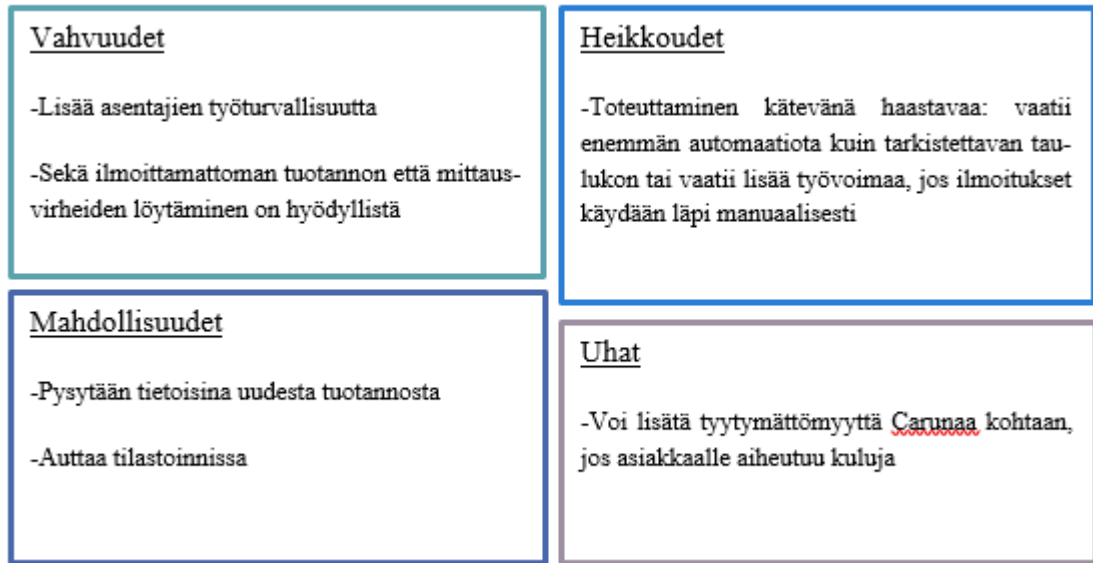 Vahvuudet
-Lisää asentajien työturvallisuutta
-Sekä ilmoittamattoman tuotannon että mittaus-
virheiden löytäminen on hyödyllistä
Heikkoudet
-Toteuttaminen kätevänä haastavaa: vaatii
enemmän automaatiota kuin tarkistettavan tau-
lukon tai vaatii lisää työvoimaa, jos ilmoitukset
käydään läpi manuaalisesti
Mahdollisuudet
-Pysytään tietoisina uudesta tuotannosta
-Auttaa tilastoinnissa
Uhat
-Voi lisätä tyytymättömyyttä Carunaa kohtaan,
jos asiakkaalle aiheutuu kuluja